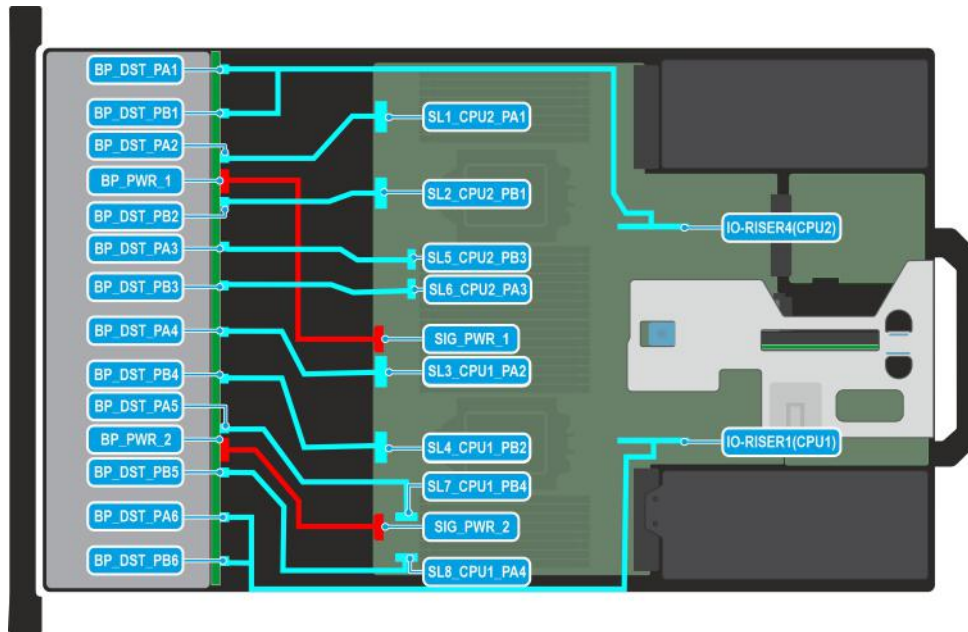 BP_DST_PA1
BP_DST_PB1
BP_DST_PA2
BP_PWR_1
BP_DST_PB2
BP_DST_PA3
BP_DST_PB3
BP_DST_PA4
BP_DST_PB4
BP_DST_PA5
BP_PWR_2
BP_DST_PB5
BP_DST_PA6
BP_DST_PB6
SL1_CPU2_PA1
SL2_CPU2_PB1
SL5_CPU2_PB3
SL6_CPU2_PA3
SIG_PWR_1
SL3_CPU1_PA2
SL4_CPU1_PB2
SL7_CPU1_PB4
SIG_PWR_2
SL8_CPU1_PA4
IO-RISER4(CPU2)
IO-RISER1(CPU1)